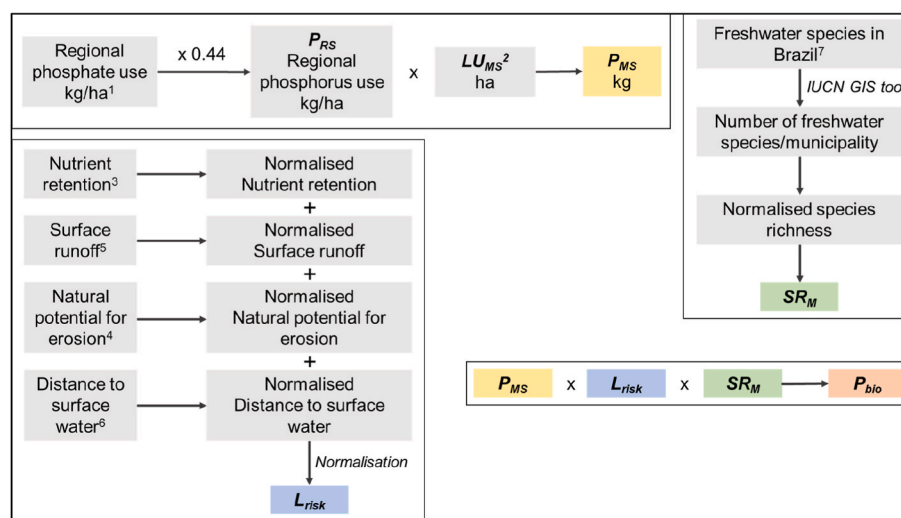 Regional
phosphate use
kg/ha¹
x 0.44
P_RS
Regional
phosphorus use
kg/ha
x
LU_MS²
ha
P_MS
kg
Freshwater species in
Brazil⁷
IUCN GIS tool
Number of freshwater
species/municipality
Normalised species
richness
SR_M
Nutrient
retention³
Normalised
Nutrient retention
+
Surface
runoff⁵
Normalised
Surface runoff
+
Natural
potential for
erosion⁴
Normalised
Natural potential for
erosion
+
Distance to
surface
water⁶
Normalised
Distance to surface
water
Normalisation
L_risk
P_MS x L_risk x SR_M P_bio